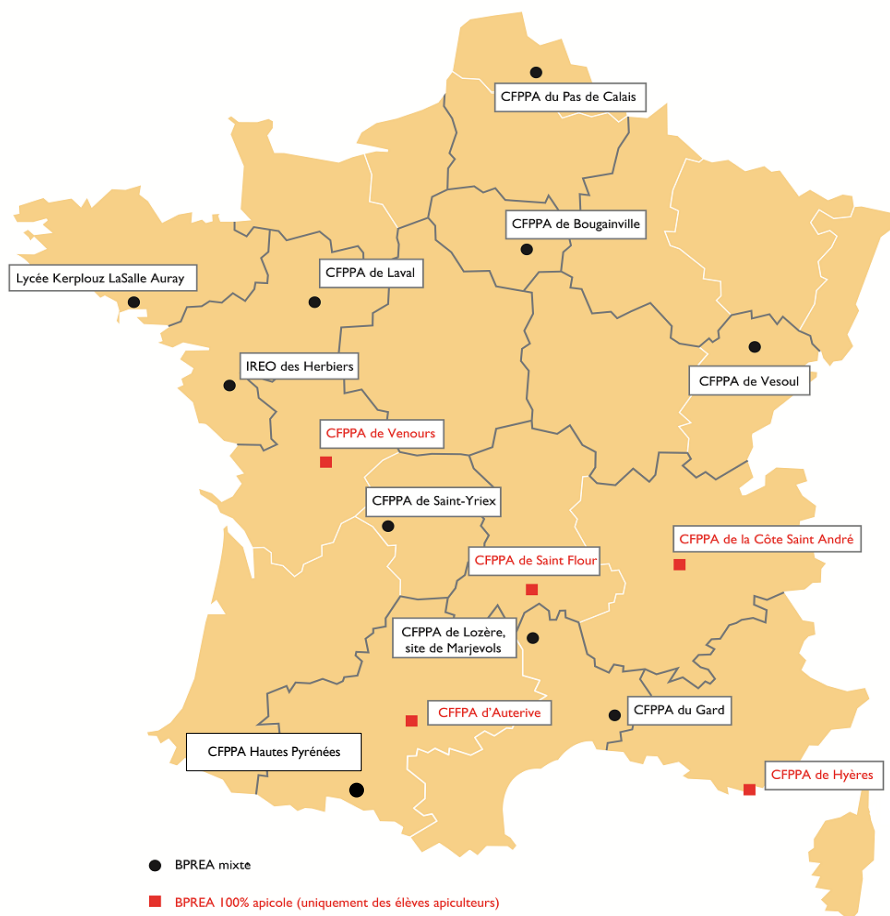 CFPPA du Pas de Calais
CFPPA de Bougainville
Lycée Kerplouz LaSalle Auray
CFPPA de Laval
IREO des Herbiers
CFPPA de Vesoul
CFPPA de Venours
CFPPA de Saint-Yriex
CFPPA de la Côte Saint André
CFPPA de Saint Flour
CFPPA de Lozère,
site de Marjevols
CFFPA d'Auterive
CFPPA du Gard
CFPPA Hautes Pyrénées
CFPPA de Hyères
BPREA mixte
BPREA 100% apicole (uniquement des élèves apiculteurs)